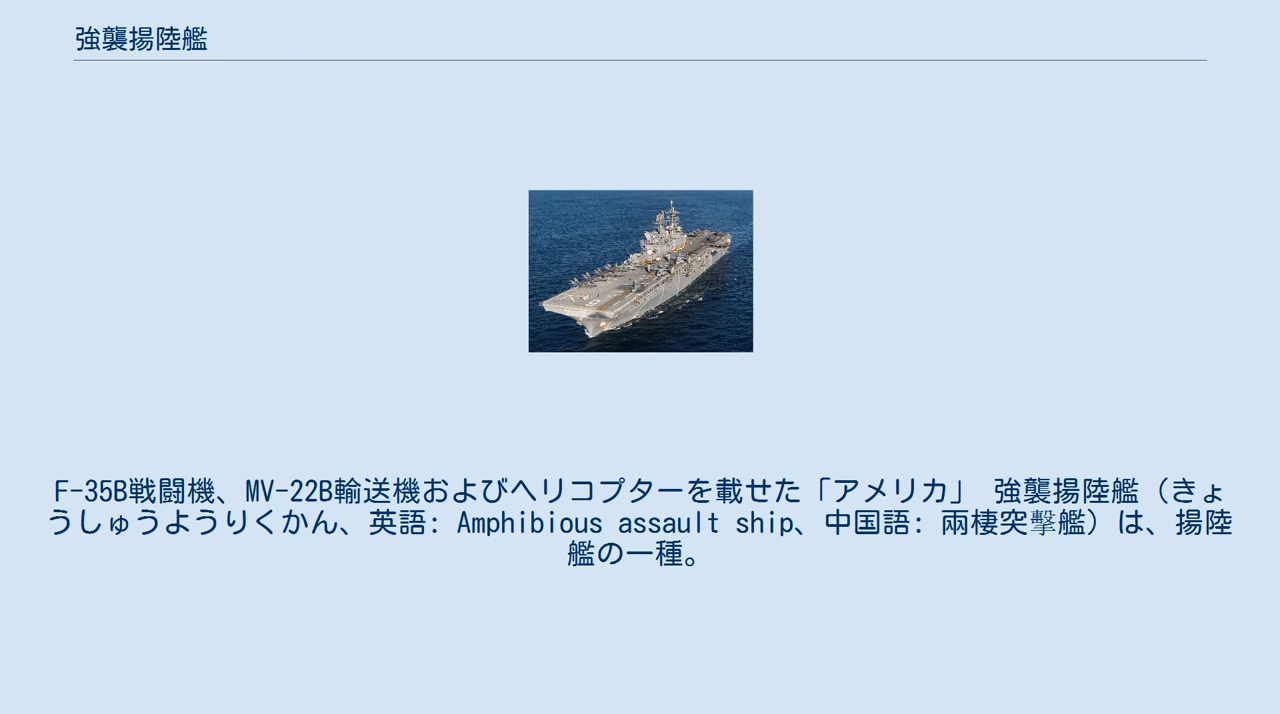 強襲揚陸艦
F-35B戦闘機、MV-22B輸送機およびヘリコプターを載せた「アメリカ」 強襲揚陸艦（きょ
うしゅうようりくかん、英語: Amphibious assault ship、中国語: 兩棲突擊艦）は、揚陸
艦の一種。